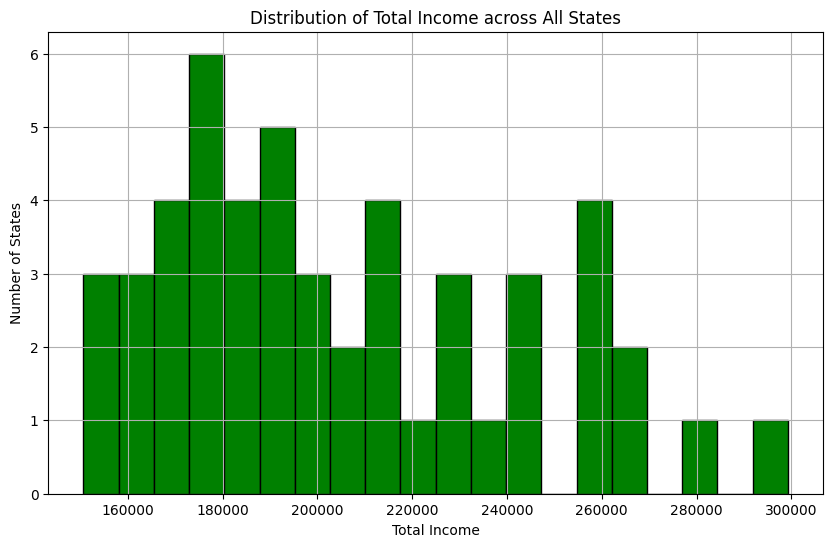 Distribution of Total Income across All States
Number of States
6
5
4
3
2
1
0
160000 180000 200000 220000 240000 260000 280000 300000
Total Income